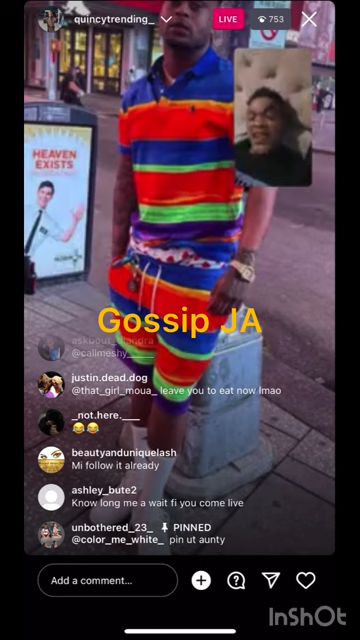 quincytrending_
LIVE
753
HEAVEN
EXISTS
Gossip JA
@callmeshy_____
justin.dead.dog
@that_girl_moua_ leave you to eat now lmao
_not.here.___
😂😂
beautyanduniquelash
Mi follow it already
ashley_bute2
Know long me a wait fi you come live
unbothered_23_ PINNED
@color_me_white_ pin ut aunty
Add a comment...
InShOt